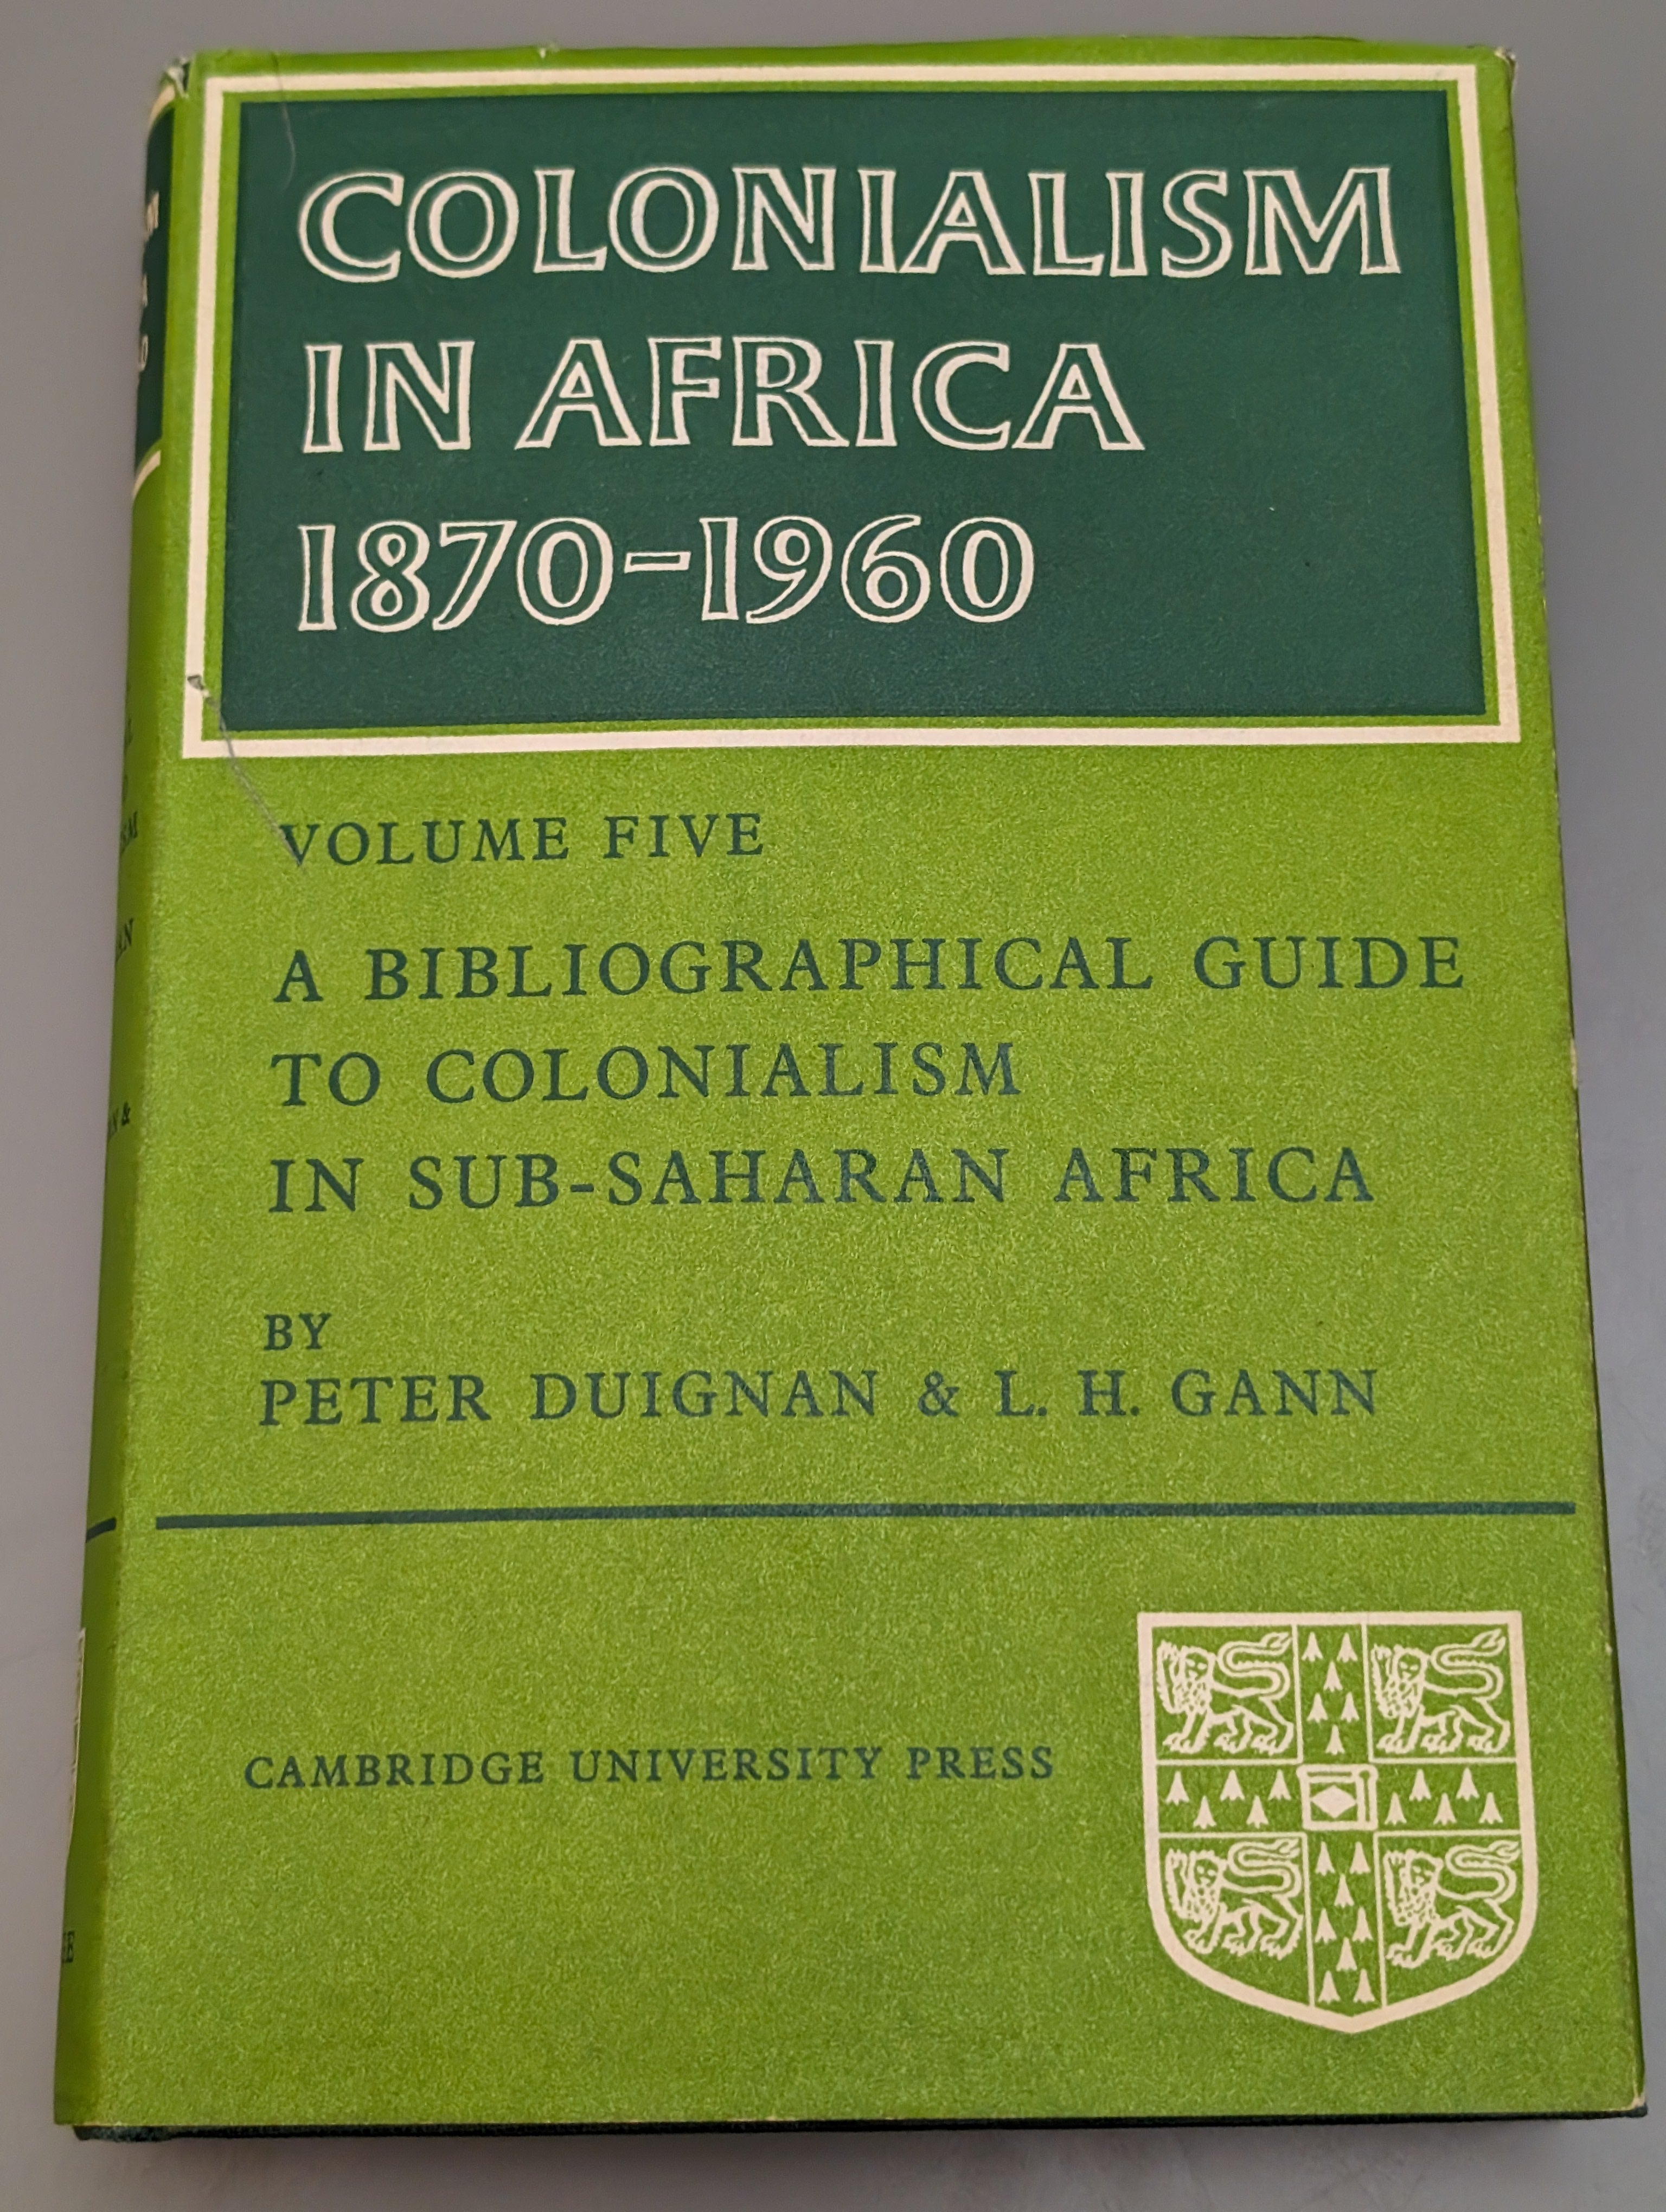 COLONIALISM
IN AFRICA
1870-1960
VOLUME FIVE
A BIBLIOGRAPHICAL GUIDE
TO COLONIALISM
IN SUB-SAHARAN AFRICA
BY
PETER DUIGNAN & L. H. GANN
CAMBRIDGE UNIVERSITY PRESS